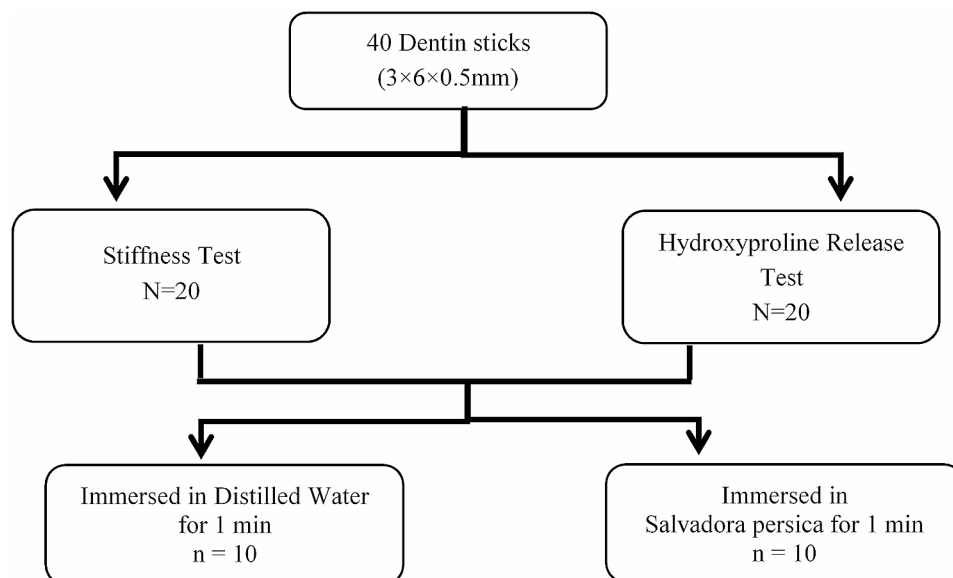 40 Dentin sticks
(3×6×0.5mm)
Stiffness Test
N=20
Hydroxyproline Release
Test
N=20
Immersed in Distilled Water
for 1 min
n = 10
Immersed in
Salvadora persica for 1 min
n = 10